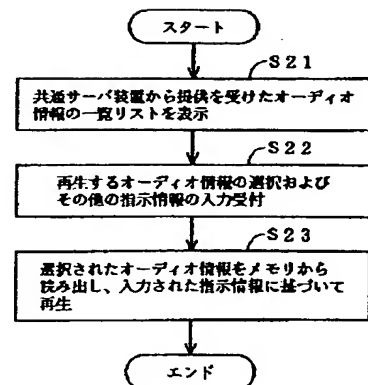 スタート
S21
共通サーバ装置から提供を受けたオーディオ
情報の一覧リストを表示
S22
再生するオーディオ情報の選択および
その他の指示情報の入力受付
S23
選択されたオーディオ情報をメモリから
読み出し、入力された指示情報に基づいて
再生
エンド